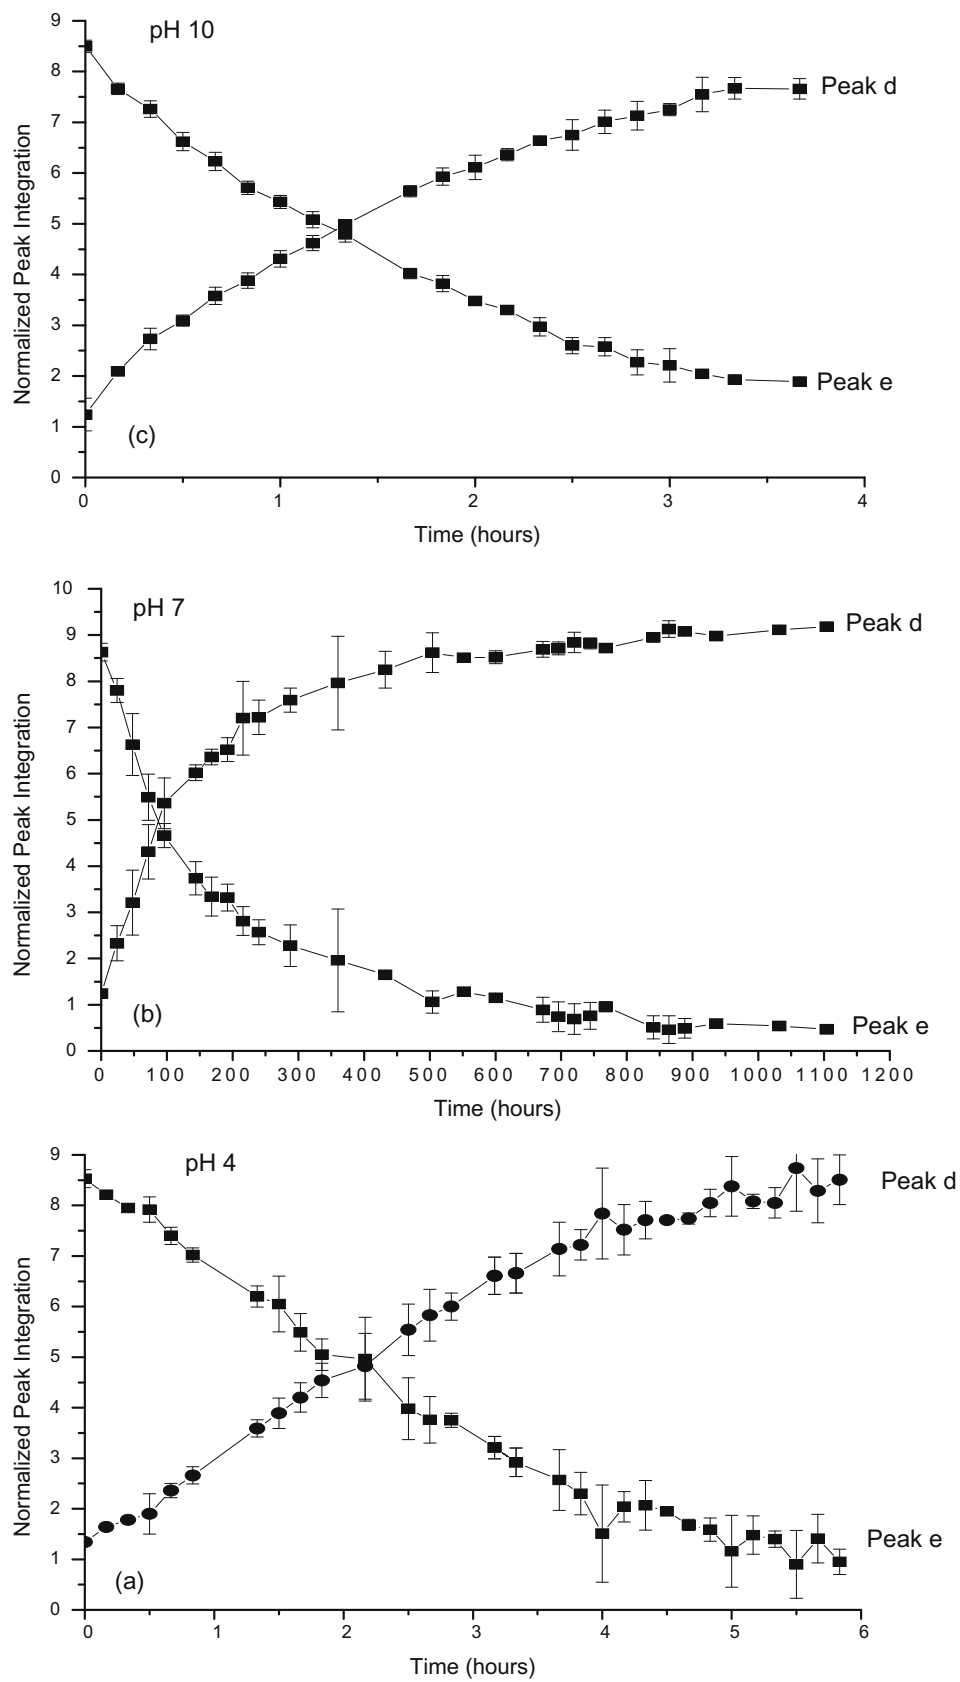 pH 10
9
8
7
6
5
4
3
2
1
0
Normalized Peak Integration
Peak d
Peak e
(c)
0 1 2 3 4
Time (hours)
pH 7
10
9
8
7
6
5
4
3
2
1
0
Normalized Peak Integration
Peak d
Peak e
(b)
0 100 200 300 400 500 600 700 800 900 1000 1100 1200
Time (hours)
pH 4
9
8
7
6
5
4
3
2
1
0
Normalized Peak Integration
Peak d
Peak e
(a)
0 1 2 3 4 5 6
Time (hours)